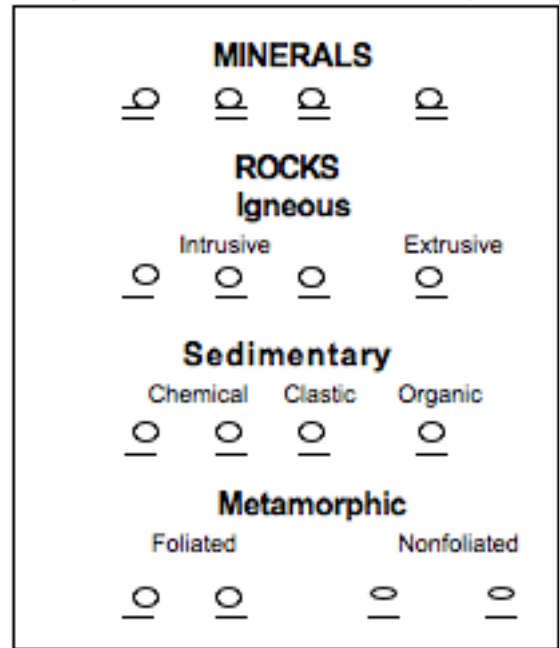 MINERALS
ROCKS
Igneous
Intrusive Extrusive
Sedimentary
Chemical Clastic Organic
Metamorphic
Foliated Nonfoliated